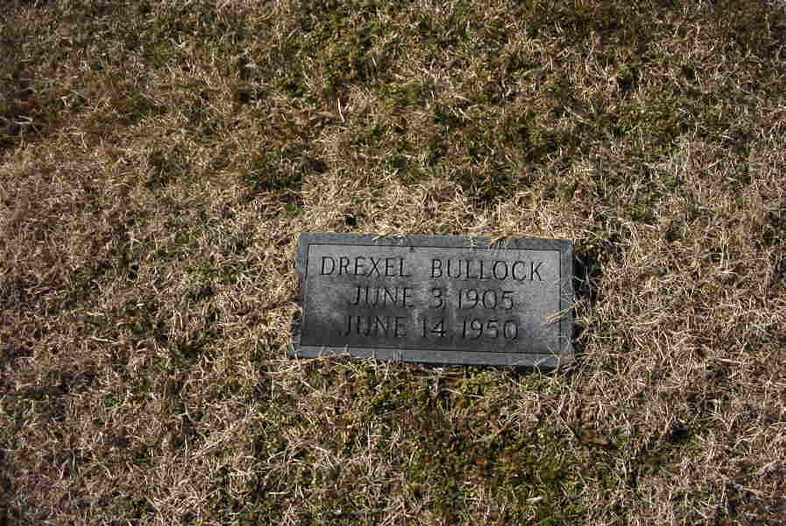 DREXEL BULLOCK
JUNE 3, 1905
JUNE 14, 1950